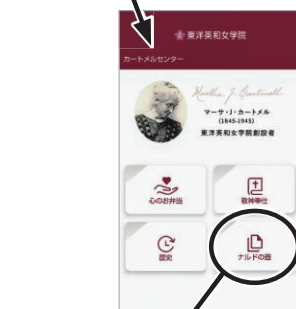 東洋英和女学院
カートメルセンター
Martha J. Cartmell
マーサ・J・カートメル
(1845-1945)
東洋英和女学院創設者
心のお弁当
敬神奉仕
歴史
ナルドの壺